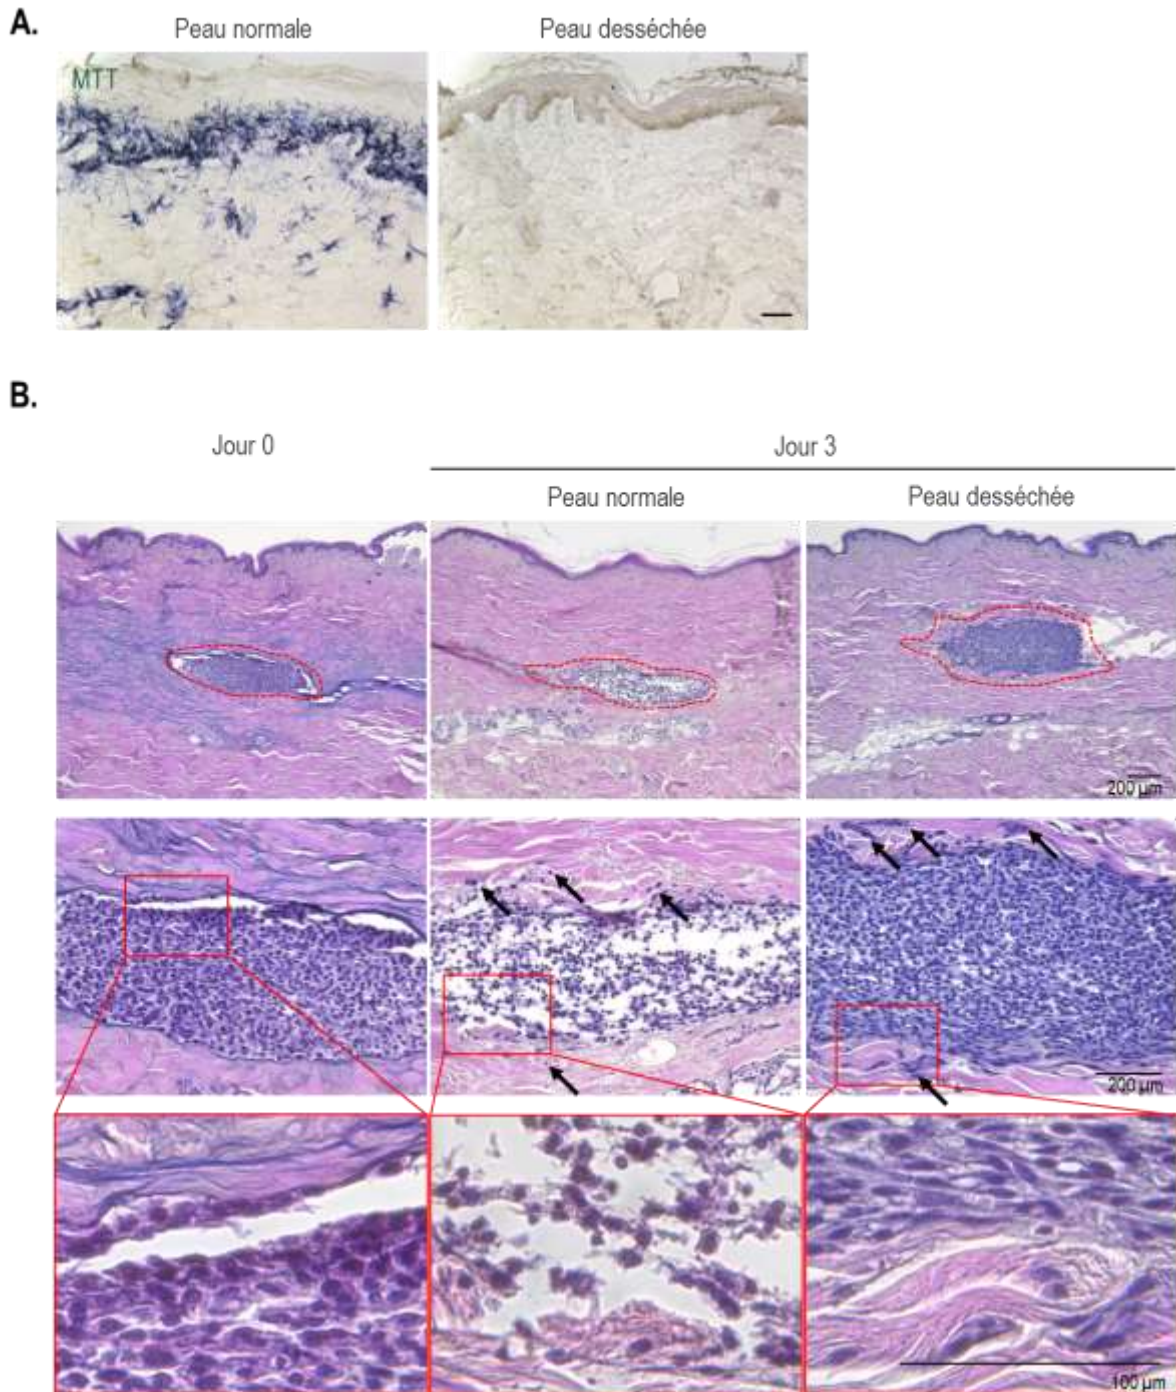 A.
Peau normale
Peau desséchée
MTT
B.
Jour 0
Jour 3
Peau normale
Peau desséchée
200 µm
200 µm
100 µm